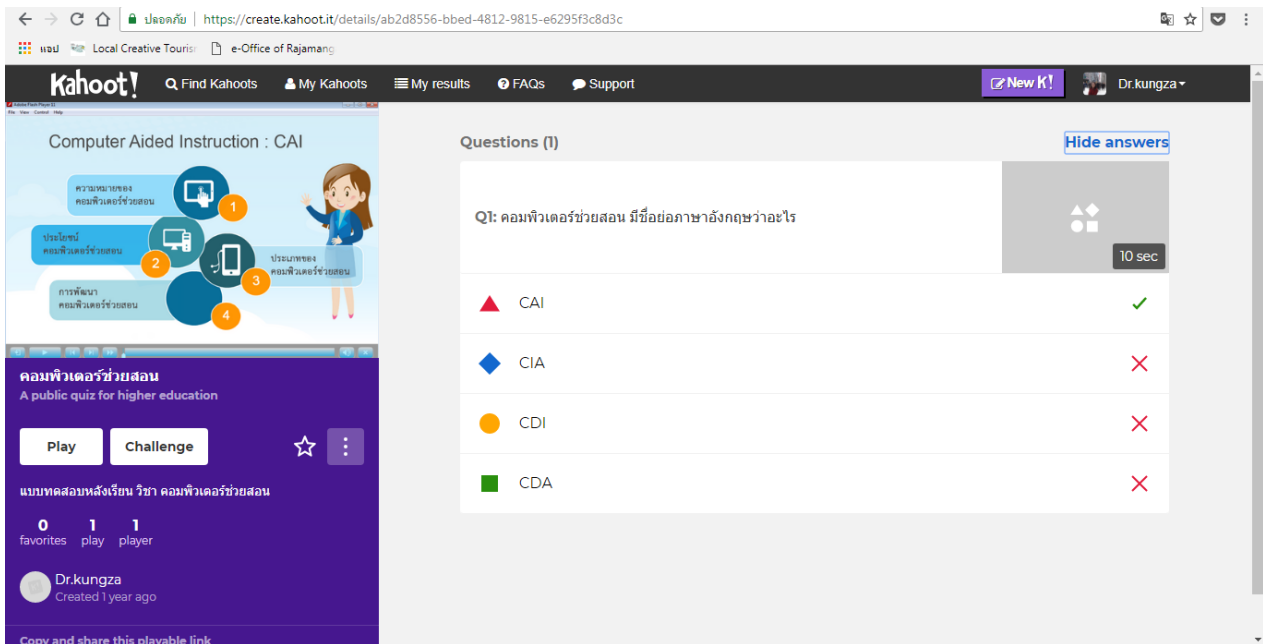 ปลอดภัย https://create.kahoot.it/details/ab2d8556-bbed-4812-9815-e6295f3c8d3c
แอป Local Creative Touris e-Office of Rajamang
Kahoot! Find Kahoots My Kahoots My results FAQs Support New K! Dr.kungza
Adobe Flash Player 11
File View Control Help
Computer Aided Instruction : CAI
ความหมายของ
คอมพิวเตอร์ช่วยสอน
1
ประโยชน์
คอมพิวเตอร์ช่วยสอน
2
ประเภทของ
คอมพิวเตอร์ช่วยสอน
3
การพัฒนา
คอมพิวเตอร์ช่วยสอน
4
คอมพิวเตอร์ช่วยสอน
A public quiz for higher education
Play Challenge
แบบทดสอบหลังเรียน วิชา คอมพิวเตอร์ช่วยสอน
0 1 1
favorites play player
Dr.kungza
Created 1 year ago
Copy and share this playable link
Questions (1) Hide answers
Q1: คอมพิวเตอร์ช่วยสอน มีชื่อย่อภาษาอังกฤษว่าอะไร
10 sec
CAI
CIA
CDI
CDA